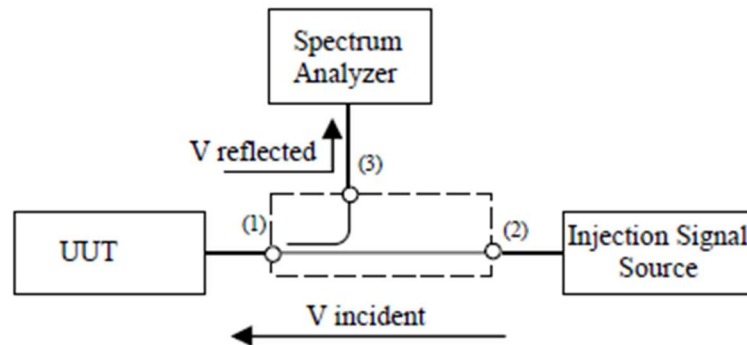 Spectrum
Analyzer
V reflected
(3)
(1)
(2)
UUT
Injection Signal
Source
V incident